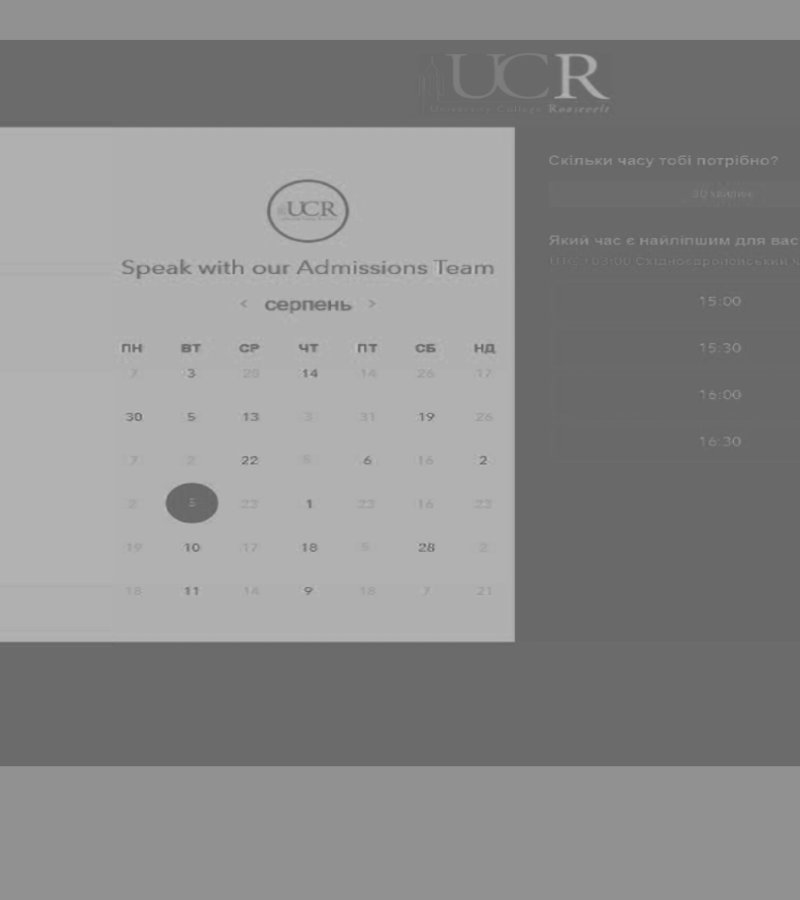 UCR
University College Roosevelt
UCR
Speak with our Admissions Team
< серпень >
ПН ВТ СР ЧТ ПТ СБ НД
7 3 14 14 26 17
30 5 13 3 31 19 26
7 2 22 5 6 16 2
2 5 23 1 23 16 23
19 10 17 18 5 28 2
18 11 14 9 18 7 21
Скільки часу тобі потрібно?
30 хвилин
Який час є найліпшим для вас
UTC +03:00 Східноєвропейський ч
15:00
15:30
16:00
16:30